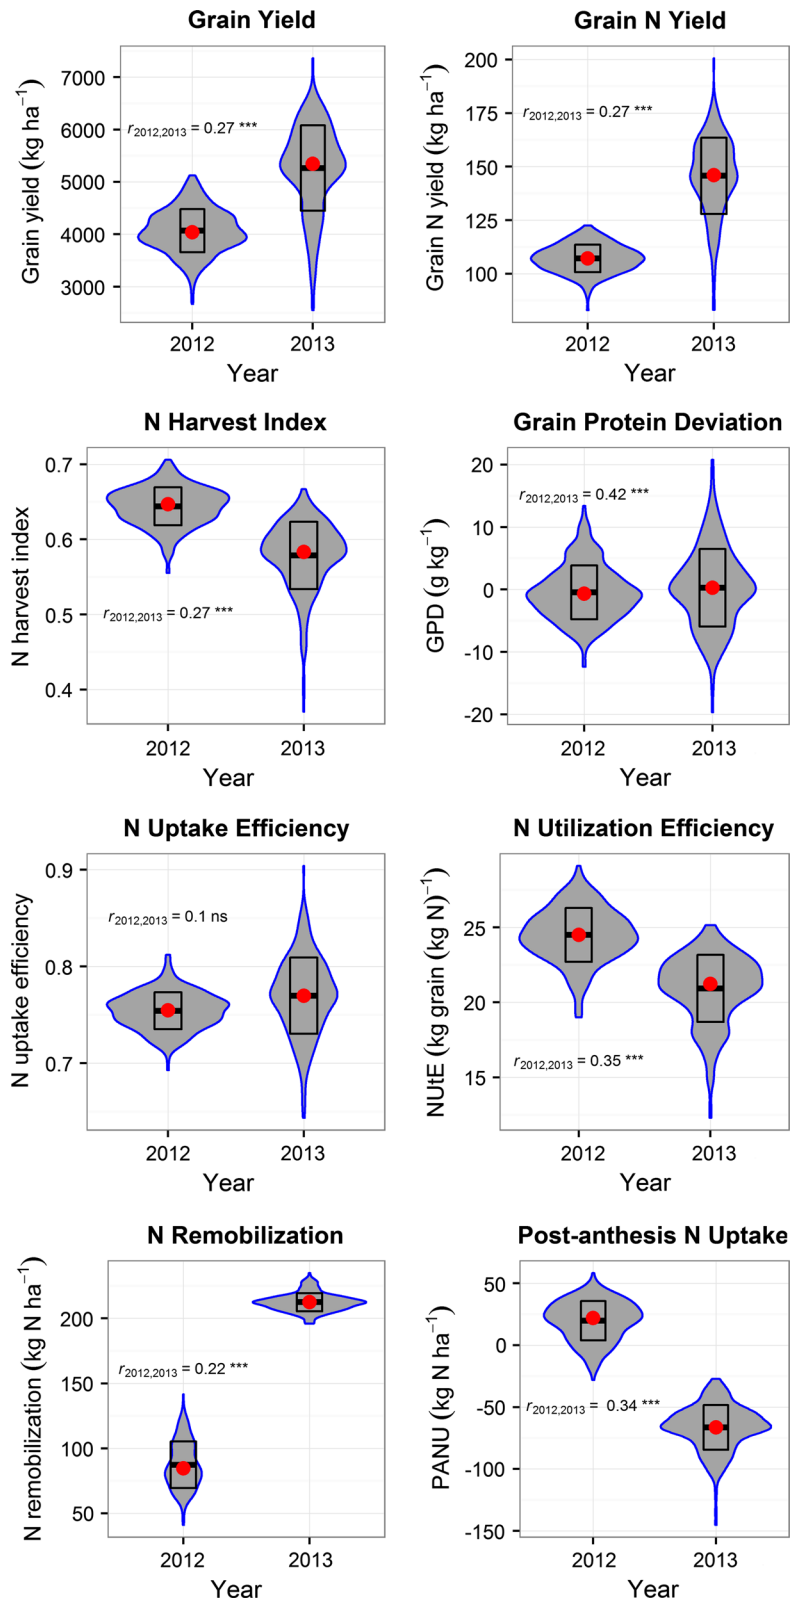 Grain Yield
Grain yield (kg ha⁻¹)
7000
6000
5000
4000
3000
r2012,2013 = 0.27 ***
2012 2013
Year
Grain N Yield
Grain N yield (kg ha⁻¹)
200
175
150
125
100
r2012,2013 = 0.27 ***
2012 2013
Year
N Harvest Index
N harvest index
0.7
0.6
0.5
0.4
r2012,2013 = 0.27 ***
2012 2013
Year
Grain Protein Deviation
GPD (g kg⁻¹)
20
10
0
-10
-20
r2012,2013 = 0.42 ***
2012 2013
Year
N Uptake Efficiency
N uptake efficiency
0.9
0.8
0.7
r2012,2013 = 0.1 ns
2012 2013
Year
N Utilization Efficiency
NUtE (kg grain (kg N)⁻¹)
25
20
15
r2012,2013 = 0.35 ***
2012 2013
Year
N Remobilization
N remobilization (kg N ha⁻¹)
200
150
100
50
r2012,2013 = 0.22 ***
2012 2013
Year
Post-anthesis N Uptake
PANU (kg N ha⁻¹)
50
0
-50
-100
-150
r2012,2013 = 0.34 ***
2012 2013
Year